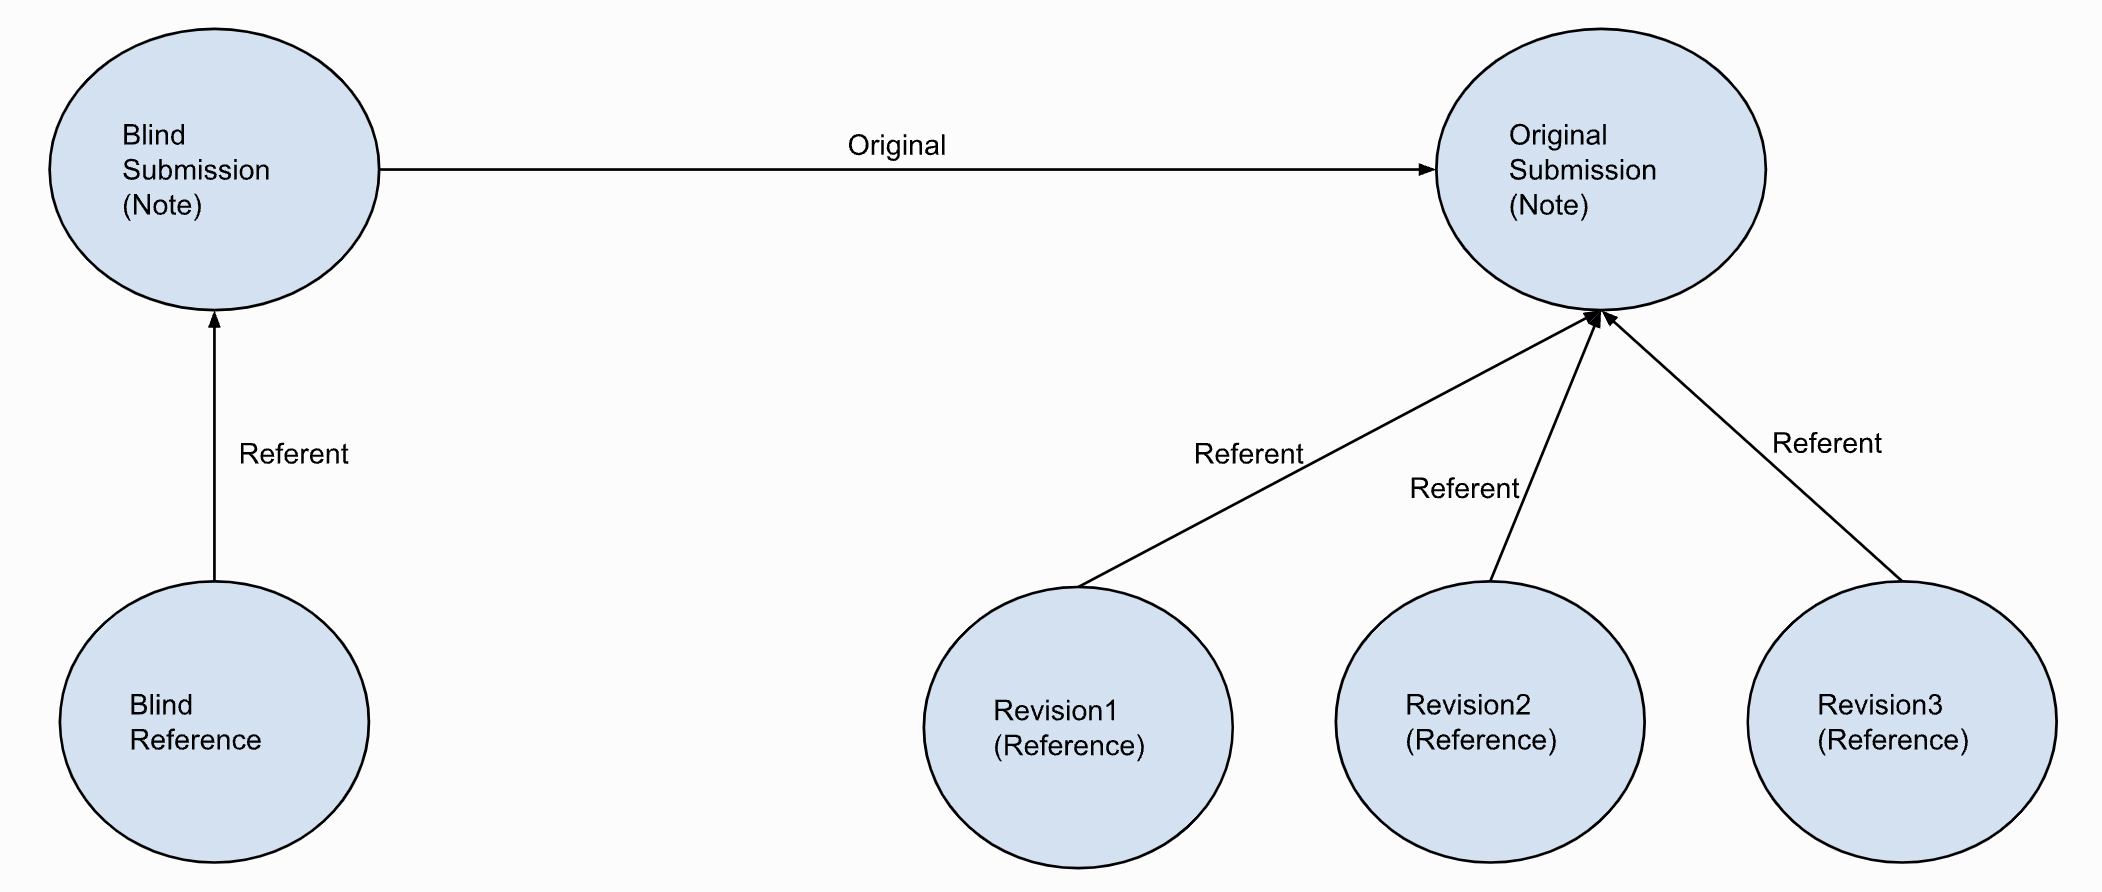 Blind
Submission
(Note)
Original
Original
Submission
(Note)
Referent
Referent
Referent
Referent
Blind
Reference
Revision1
(Reference)
Revision2
(Reference)
Revision3
(Reference)